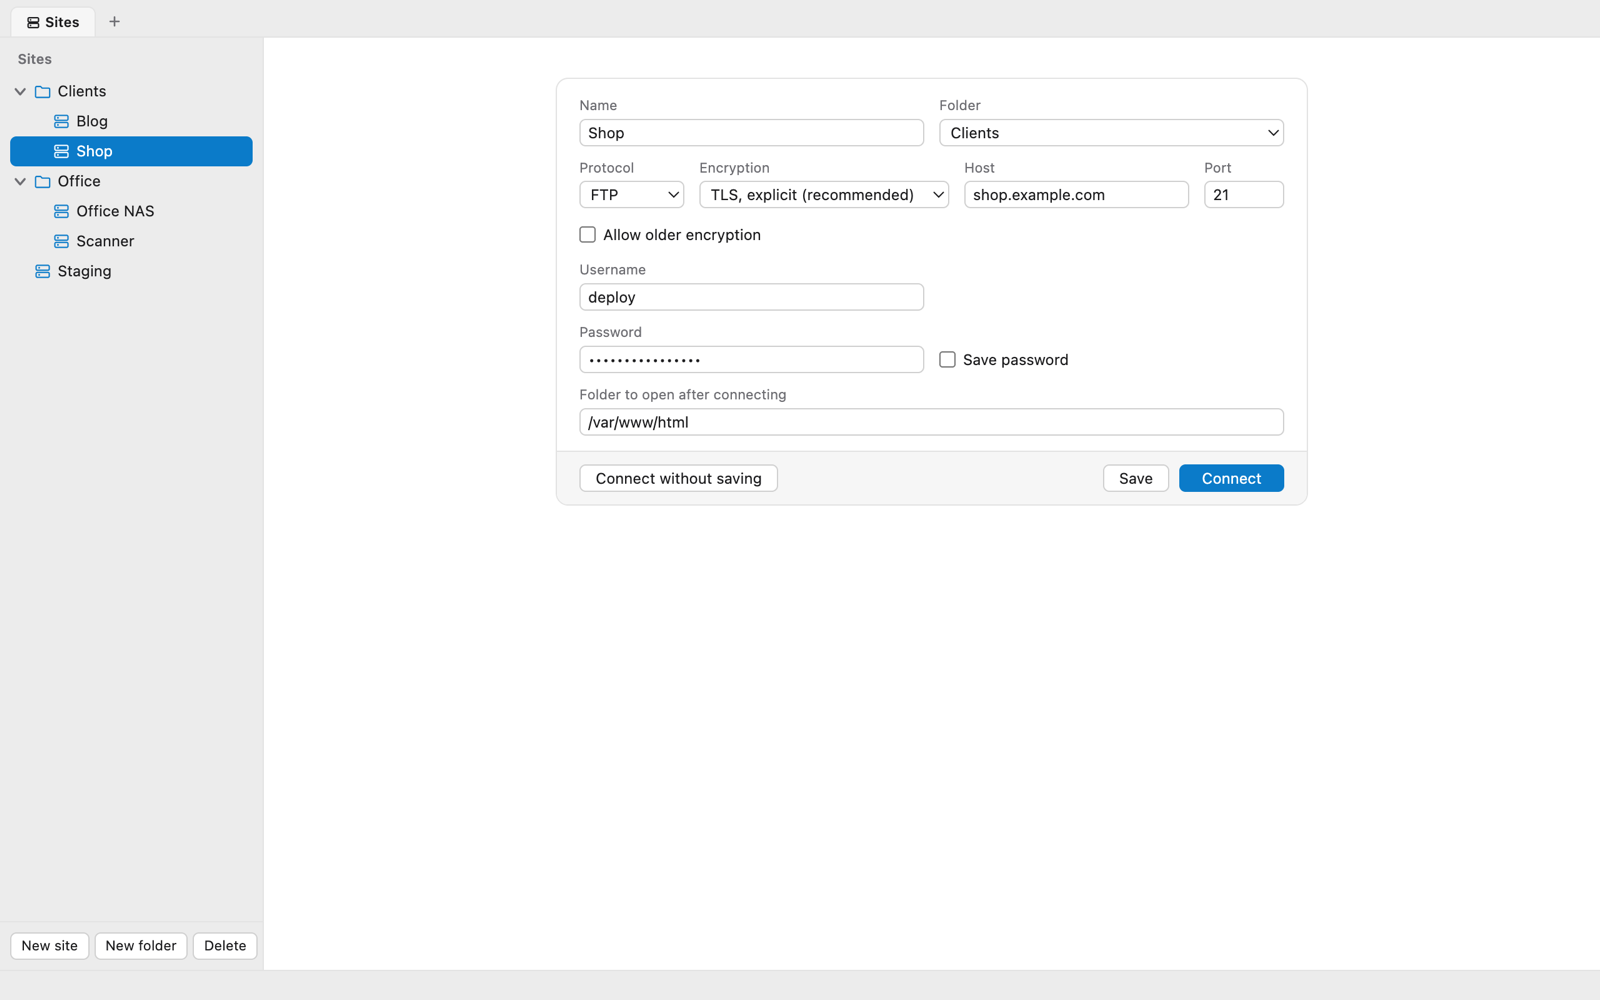 Sites
Sites
Clients
Blog
Shop
Office
Office NAS
Scanner
Staging
New site New folder Delete
Name Folder
Shop Clients
Protocol Encryption Host Port
FTP TLS, explicit (recommended) shop.example.com 21
Allow older encryption
Username
deploy
Password
•••••••••••••••• Save password
Folder to open after connecting
/var/www/html
Connect without saving Save Connect